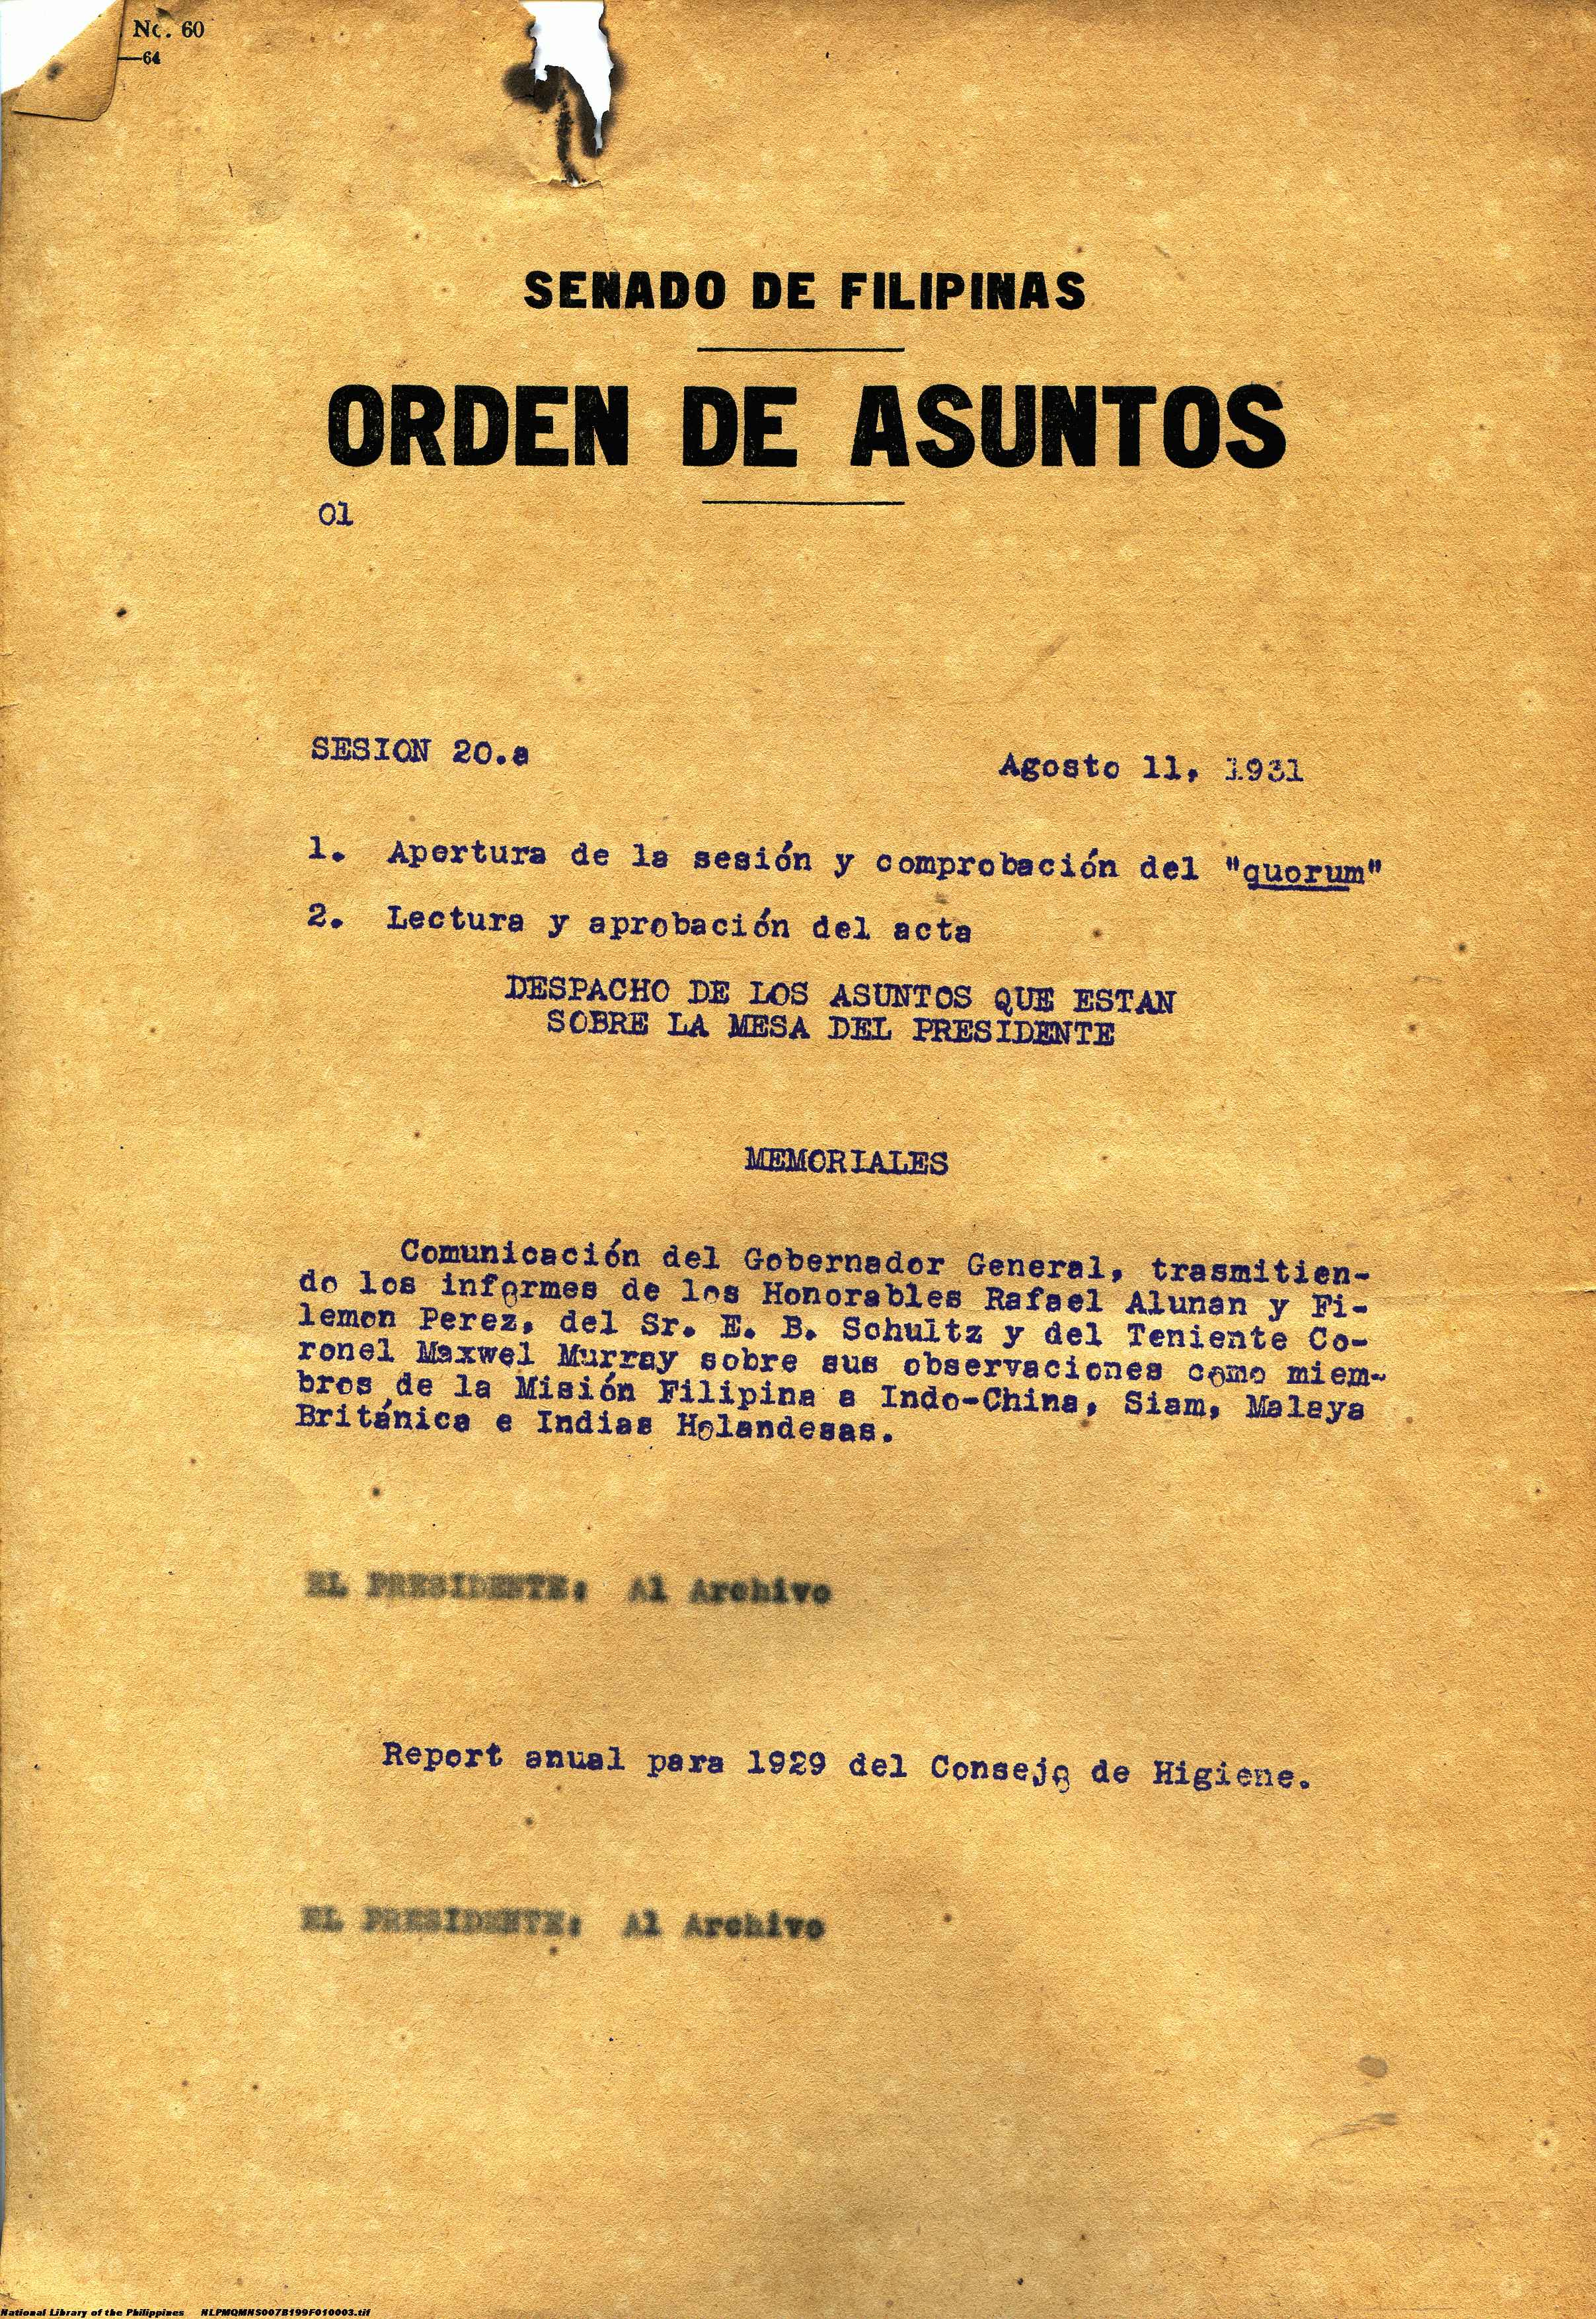 No. 60
—64
SENADO DE FILIPINAS
ORDEN DE ASUNTOS
Ol
SESION 20.a
Agosto 11, 1931
1. Apertura de la sesión y comprobación del "quorum"
2. Lectura y aprobación del acta
DESPACHO DE LOS ASUNTOS QUE ESTAN
SOBRE LA MESA DEL PRESIDENTE
MEMORIALES
Comunicación del Gobernador General, trasmitien-
do los informes de los Honorables Rafael Alunan y Fi-
lemon Perez, del Sr. E. B. Schultz y del Teniente Co-
ronel Maxwel Murray sobre sus observaciones como miem-
bros de la Misión Filipina a Indo-China, Siam, Malaya
Británica e Indias Holandesas.
EL PRESIDENTE: Al Archivo
Report anual para 1929 del Consejo de Higiene.
EL PRESIDENTE: Al Archivo
National Library of the Philippines NLPMQMNS007B199F010003.tif